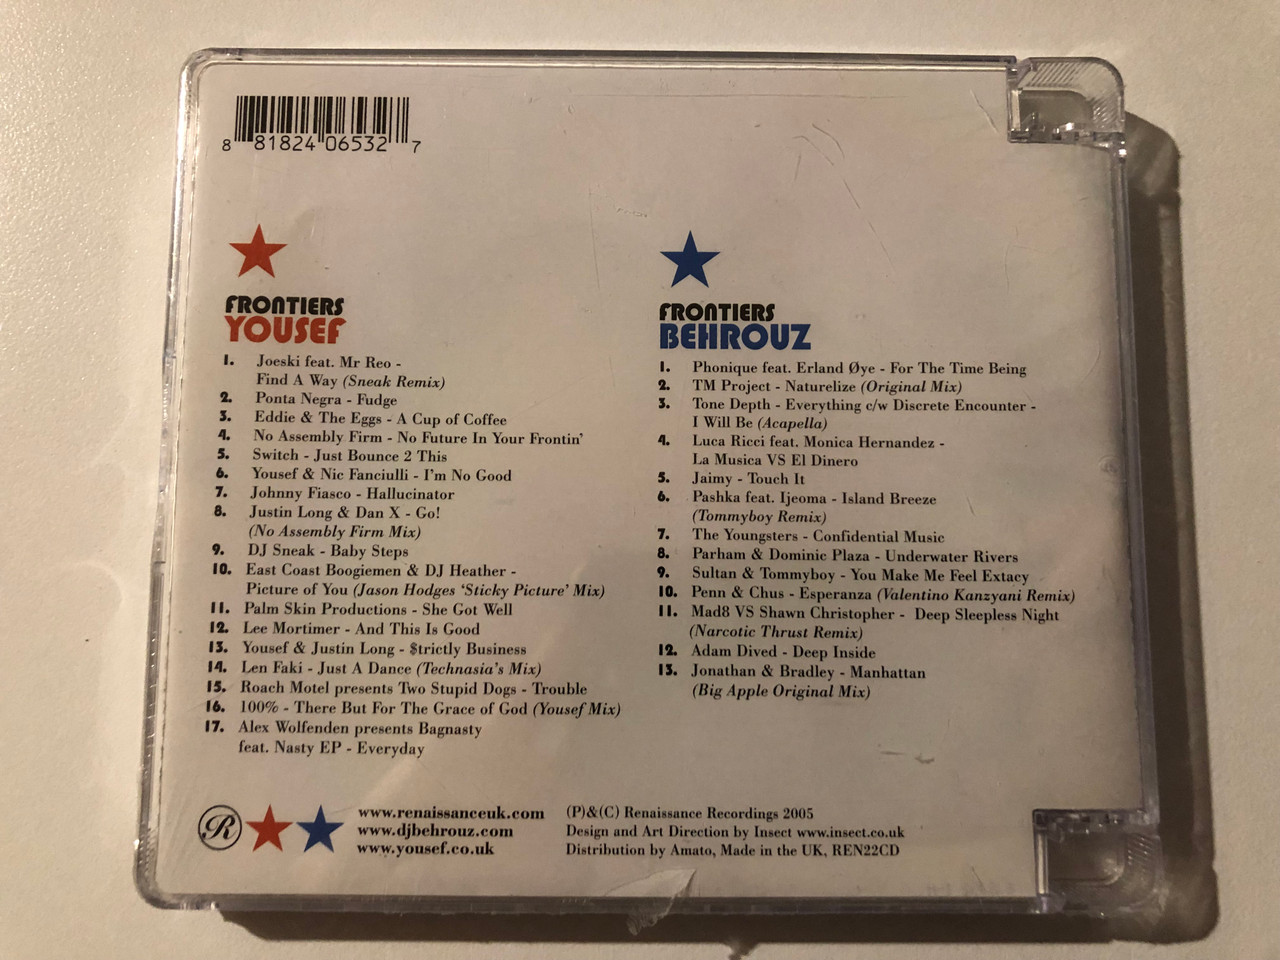 8 81824 06532 7
FRONTIERS
YOUSEF
1. Joeski feat. Mr Reo -
Find A Way (Sneak Remix)
2. Ponta Negra - Fudge
3. Eddie & The Eggs - A Cup of Coffee
4. No Assembly Firm - No Future In Your Frontin'
5. Switch - Just Bounce 2 This
6. Yousef & Nic Fanciulli - I'm No Good
7. Johnny Fiasco - Hallucinator
8. Justin Long & Dan X - Go!
(No Assembly Firm Mix)
9. DJ Sneak - Baby Steps
10. East Coast Boogiemen & DJ Heather -
Picture of You (Jason Hodges 'Sticky Picture' Mix)
11. Palm Skin Productions - She Got Well
12. Lee Mortimer - And This Is Good
13. Yousef & Justin Long - $trictly Business
14. Len Faki - Just A Dance (Technasia's Mix)
15. Roach Motel presents Two Stupid Dogs - Trouble
16. 100% - There But For The Grace of God (Yousef Mix)
17. Alex Wolfenden presents Bagnasty
feat. Nasty EP - Everyday
FRONTIERS
BEHROUZ
1. Phonique feat. Erland Øye - For The Time Being
2. TM Project - Naturelize (Original Mix)
3. Tone Depth - Everything c/w Discrete Encounter -
I Will Be (Acapella)
4. Luca Ricci feat. Monica Hernandez -
La Musica VS El Dinero
5. Jaimy - Touch It
6. Pashka feat. Ijeoma - Island Breeze
(Tommyboy Remix)
7. The Youngsters - Confidential Music
8. Parham & Dominic Plaza - Underwater Rivers
9. Sultan & Tommyboy - You Make Me Feel Extacy
10. Penn & Chus - Esperanza (Valentino Kanzyani Remix)
11. Mad8 VS Shawn Christopher - Deep Sleepless Night
(Narcotic Thrust Remix)
12. Adam Dived - Deep Inside
13. Jonathan & Bradley - Manhattan
(Big Apple Original Mix)
R
www.renaissanceuk.com
www.djbehrouz.com
www.yousef.co.uk
(P)&(C) Renaissance Recordings 2005
Design and Art Direction by Insect www.insect.co.uk
Distribution by Amato, Made in the UK, REN22CD